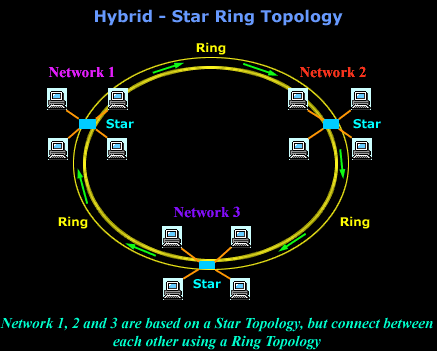 Hybrid - Star Ring Topology
Ring
Network 1
Network 2
Star
Star
Network 3
Ring
Ring
Star
Network 1, 2 and 3 are based on a Star Topology, but connect between
each other using a Ring Topology